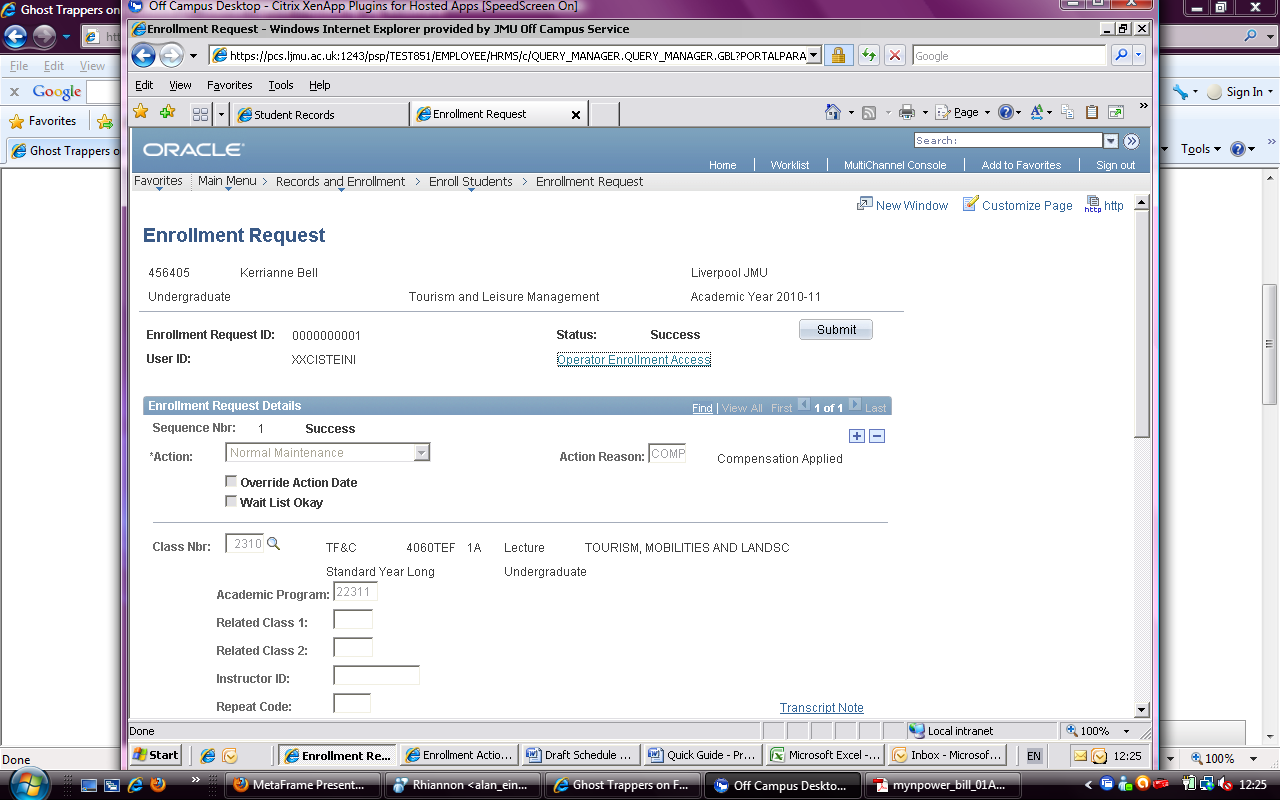 Ghost Trappers on
Off Campus Desktop - Citrix XenApp Plugins for Hosted Apps [SpeedScreen On]
Enrollment Request - Windows Internet Explorer provided by JMU Off Campus Service
https://pcs.ljmu.ac.uk:1243/psp/TEST851/EMPLOYEE/HRMS/c/QUERY_MANAGER.QUERY_MANAGER.GBL?PORTALPARA
Google
File Edit View
Edit View Favorites Tools Help
Google
Sign In
Favorites
Student Records
Enrollment Request
Page
Ghost Trappers o
Tools
ORACLE
Search:
Home Worklist MultiChannel Console Add to Favorites Sign out
Favorites Main Menu > Records and Enrollment > Enroll Students > Enrollment Request
New Window Customize Page http
Enrollment Request
456405 Kerrianne Bell Liverpool JMU
Undergraduate Tourism and Leisure Management Academic Year 2010-11
Enrollment Request ID: 0000000001 Status: Success Submit
User ID: XXCISTEINI Operator Enrollment Access
Enrollment Request Details Find | View All First 1 of 1 Last
Sequence Nbr: 1 Success
*Action: Normal Maintenance Action Reason: COMP Compensation Applied
Override Action Date
Wait List Okay
Class Nbr: 2310 TF&C 4060TEF 1A Lecture TOURISM, MOBILITIES AND LANDSC
Standard Year Long Undergraduate
Academic Program: 22311
Related Class 1:
Related Class 2:
Instructor ID:
Repeat Code: Transcript Note
Done Local intranet 100%
Start Enrollment Re... Enrollment Actio... Draft Schedule ... Quick Guide - Pr... Microsoft Excel -... Inbox - Microsof... EN 12:25
Done 100%
MetaFrame Present... Rhiannon <alan_ein... Ghost Trappers on F... Off Campus Deskto... mynpower_bill_01A... 12:25